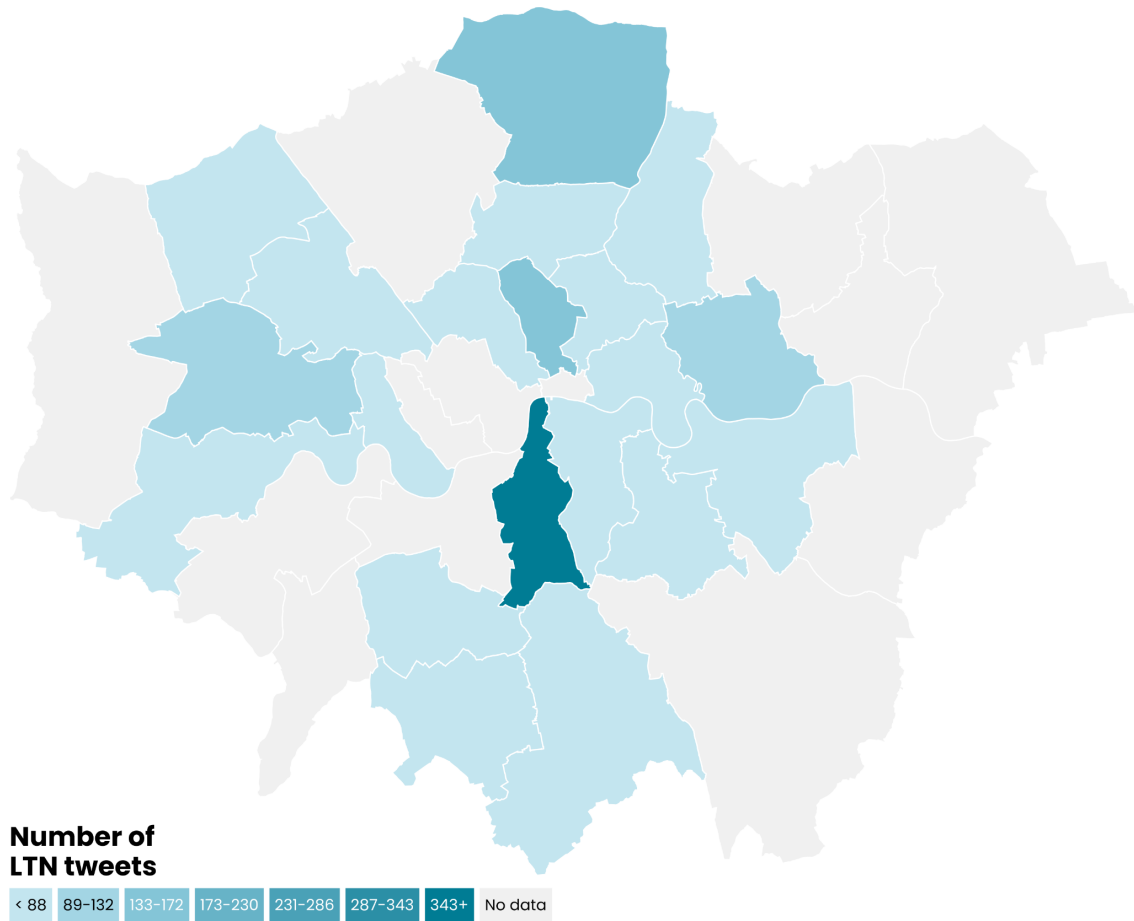 Number of
LTN tweets
< 88 89–132 133–172 173–230 231–286 287–343 343+ No data